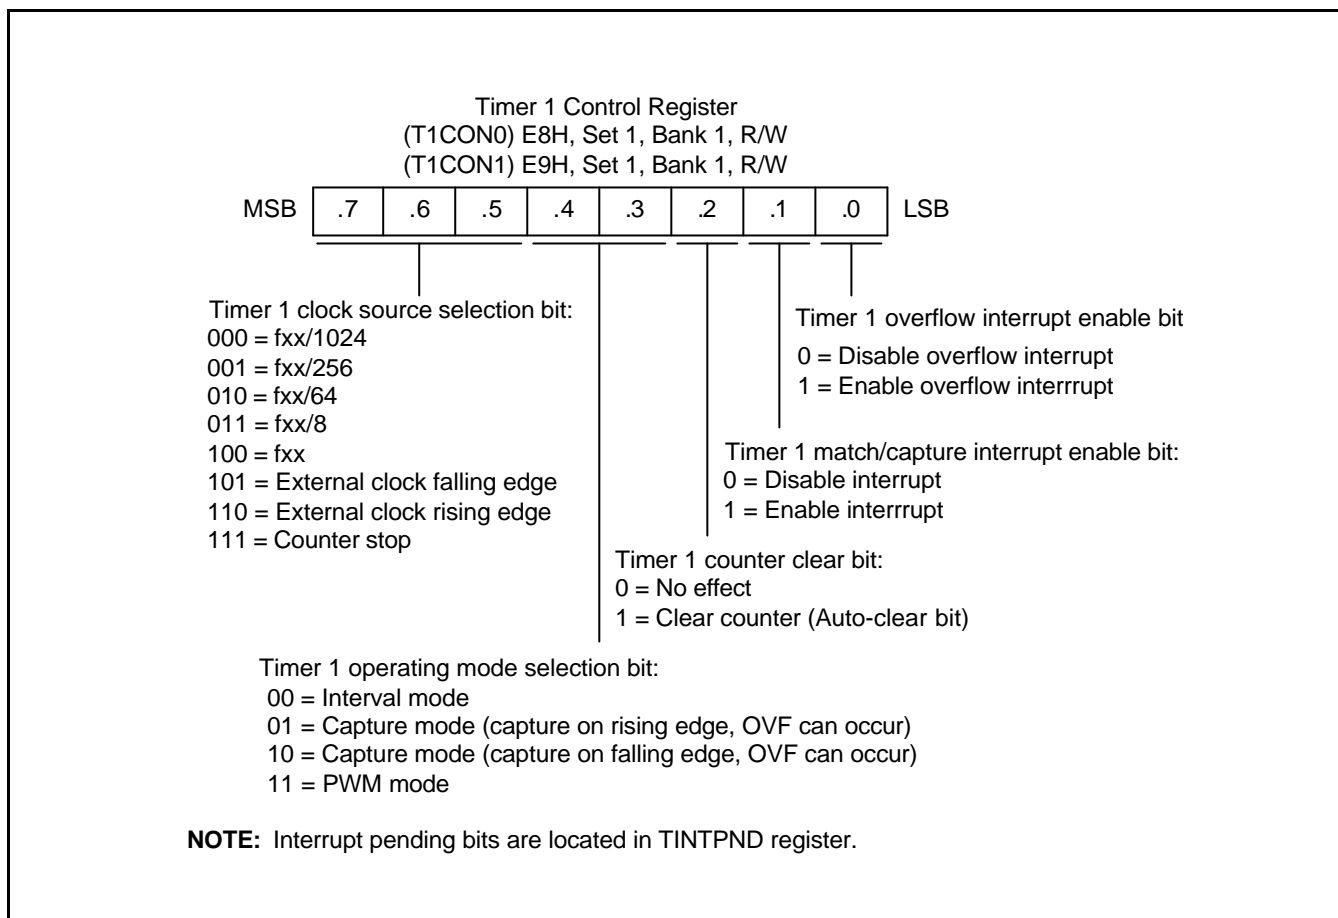 Timer 1 Control Register
(T1CON0) E8H, Set 1, Bank 1, R/W
(T1CON1) E9H, Set 1, Bank 1, R/W
MSB .7 .6 .5 .4 .3 .2 .1 .0 LSB
Timer 1 clock source selection bit:
000 = fxx/1024
001 = fxx/256
010 = fxx/64
011 = fxx/8
100 = fxx
101 = External clock falling edge
110 = External clock rising edge
111 = Counter stop
Timer 1 overflow interrupt enable bit
0 = Disable overflow interrupt
1 = Enable overflow interrrupt
Timer 1 match/capture interrupt enable bit:
0 = Disable interrupt
1 = Enable interrrupt
Timer 1 counter clear bit:
0 = No effect
1 = Clear counter (Auto-clear bit)
Timer 1 operating mode selection bit:
00 = Interval mode
01 = Capture mode (capture on rising edge, OVF can occur)
10 = Capture mode (capture on falling edge, OVF can occur)
11 = PWM mode
NOTE: Interrupt pending bits are located in TINTPND register.